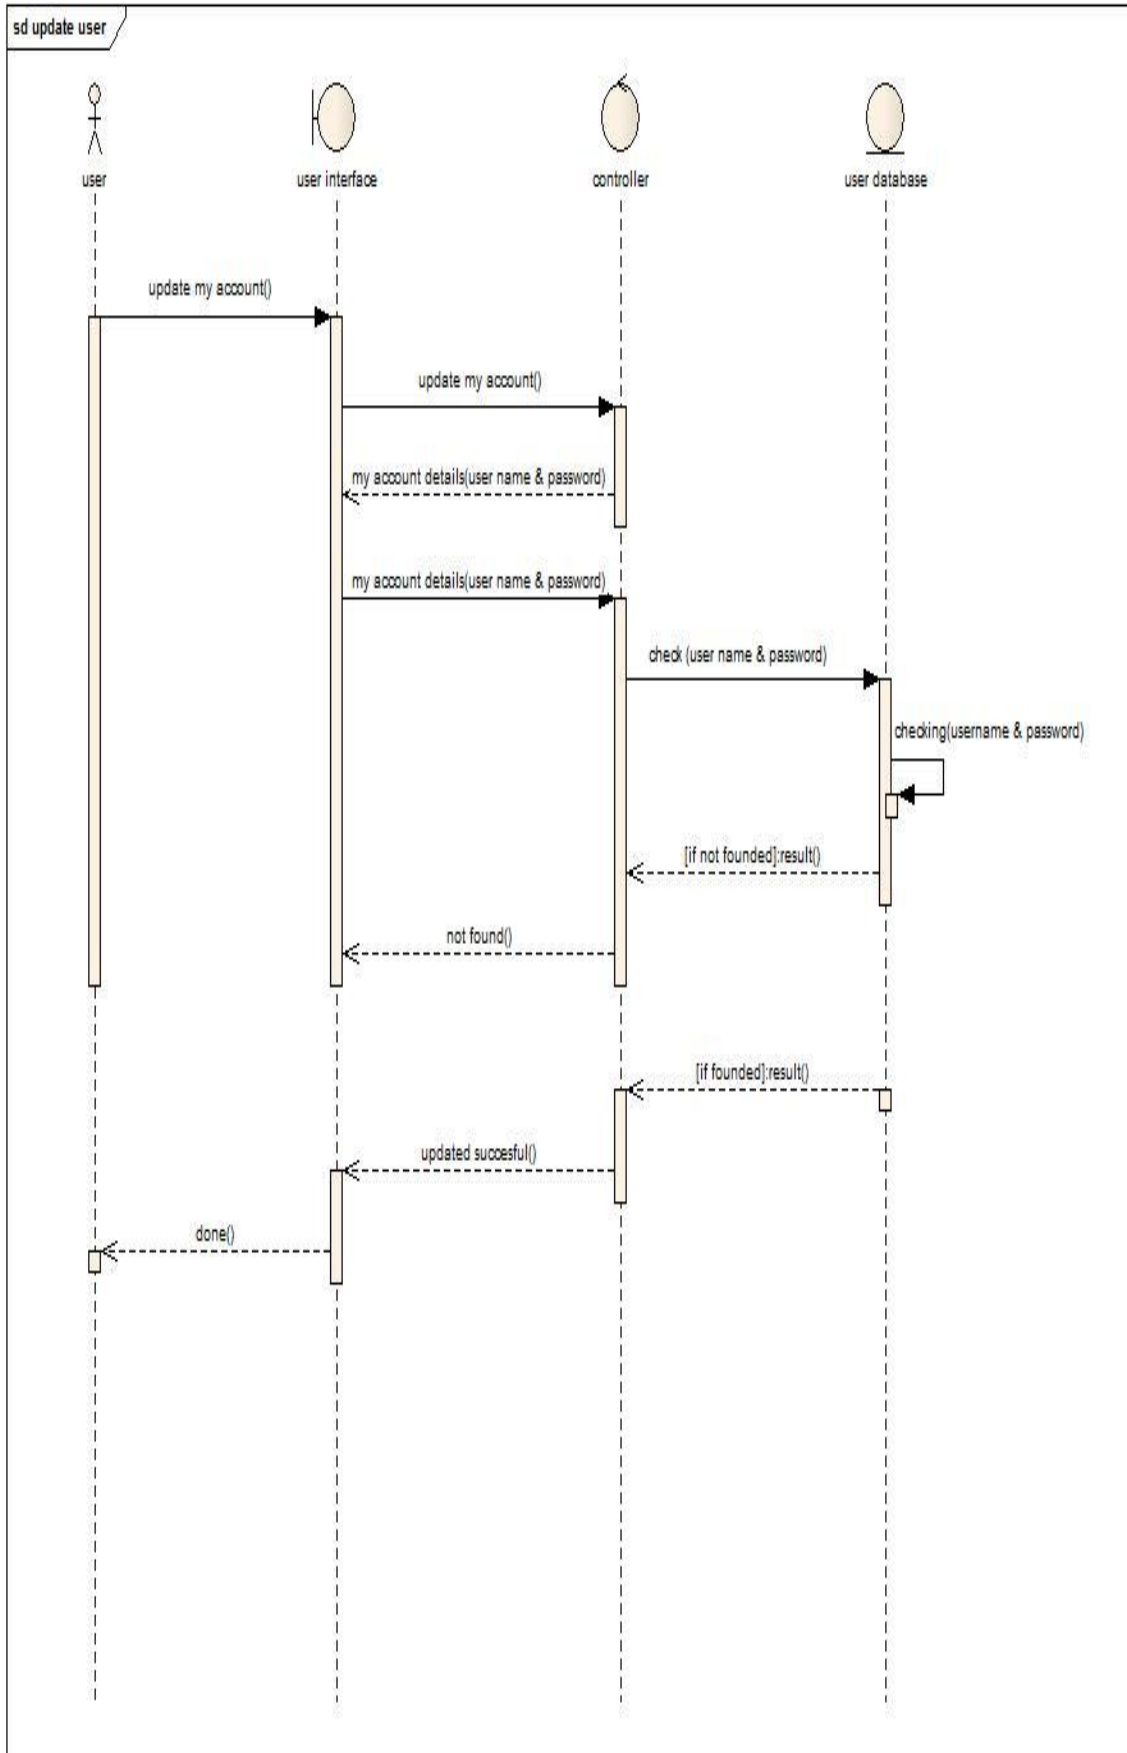 sd update user
user
user interface
controller
user database
update my account()
update my account()
my account details(user name & password)
my account details(user name & password)
check (user name & password)
checking(username & password)
[if not founded]:result()
not found()
[if founded]:result()
updated succesful()
done()